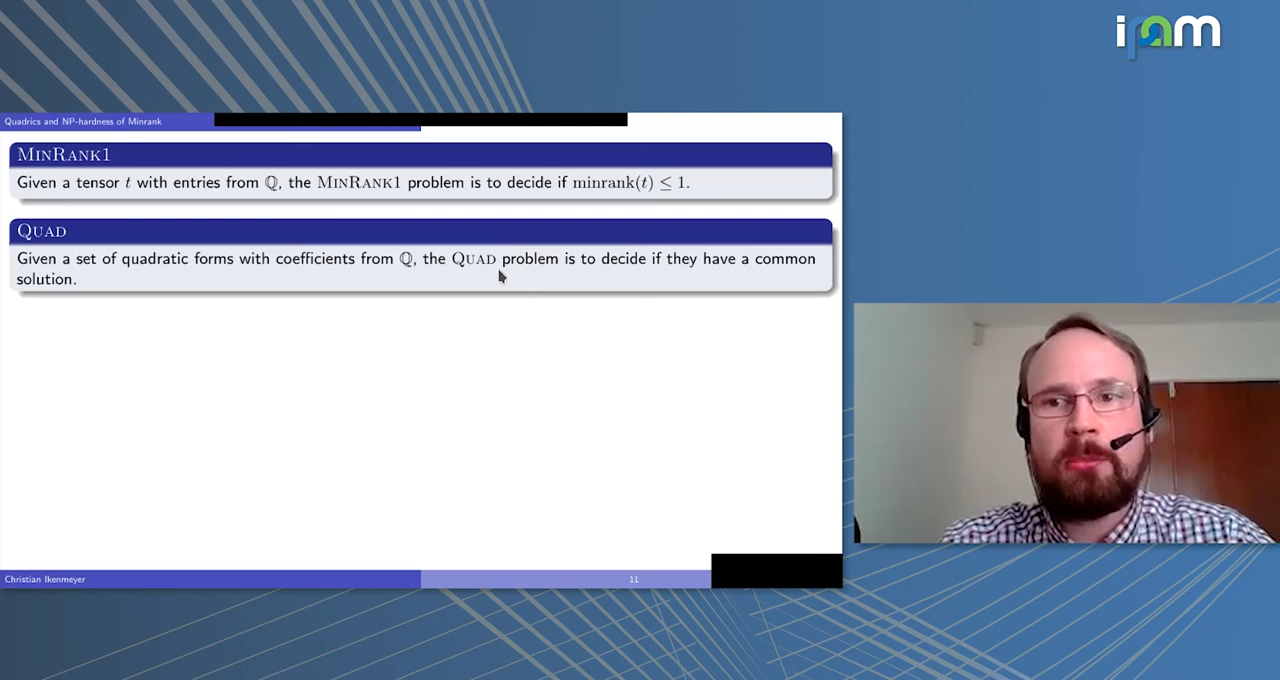 ipam
Quadrics and NP-hardness of Minrank
MINRANK1
Given a tensor t with entries from ℚ, the MINRANK1 problem is to decide if minrank(t) ≤ 1.
QUAD
Given a set of quadratic forms with coefficients from ℚ, the QUAD problem is to decide if they have a common
solution.
Christian Ikenmeyer
11